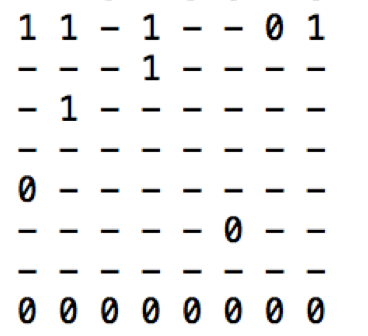 1 1 - 1 - - 0 1
- - - 1 - - - -
- 1 - - - - - -
- - - - - - - -
0 - - - - - - -
- - - - - 0 - -
- - - - - - - -
0 0 0 0 0 0 0 0